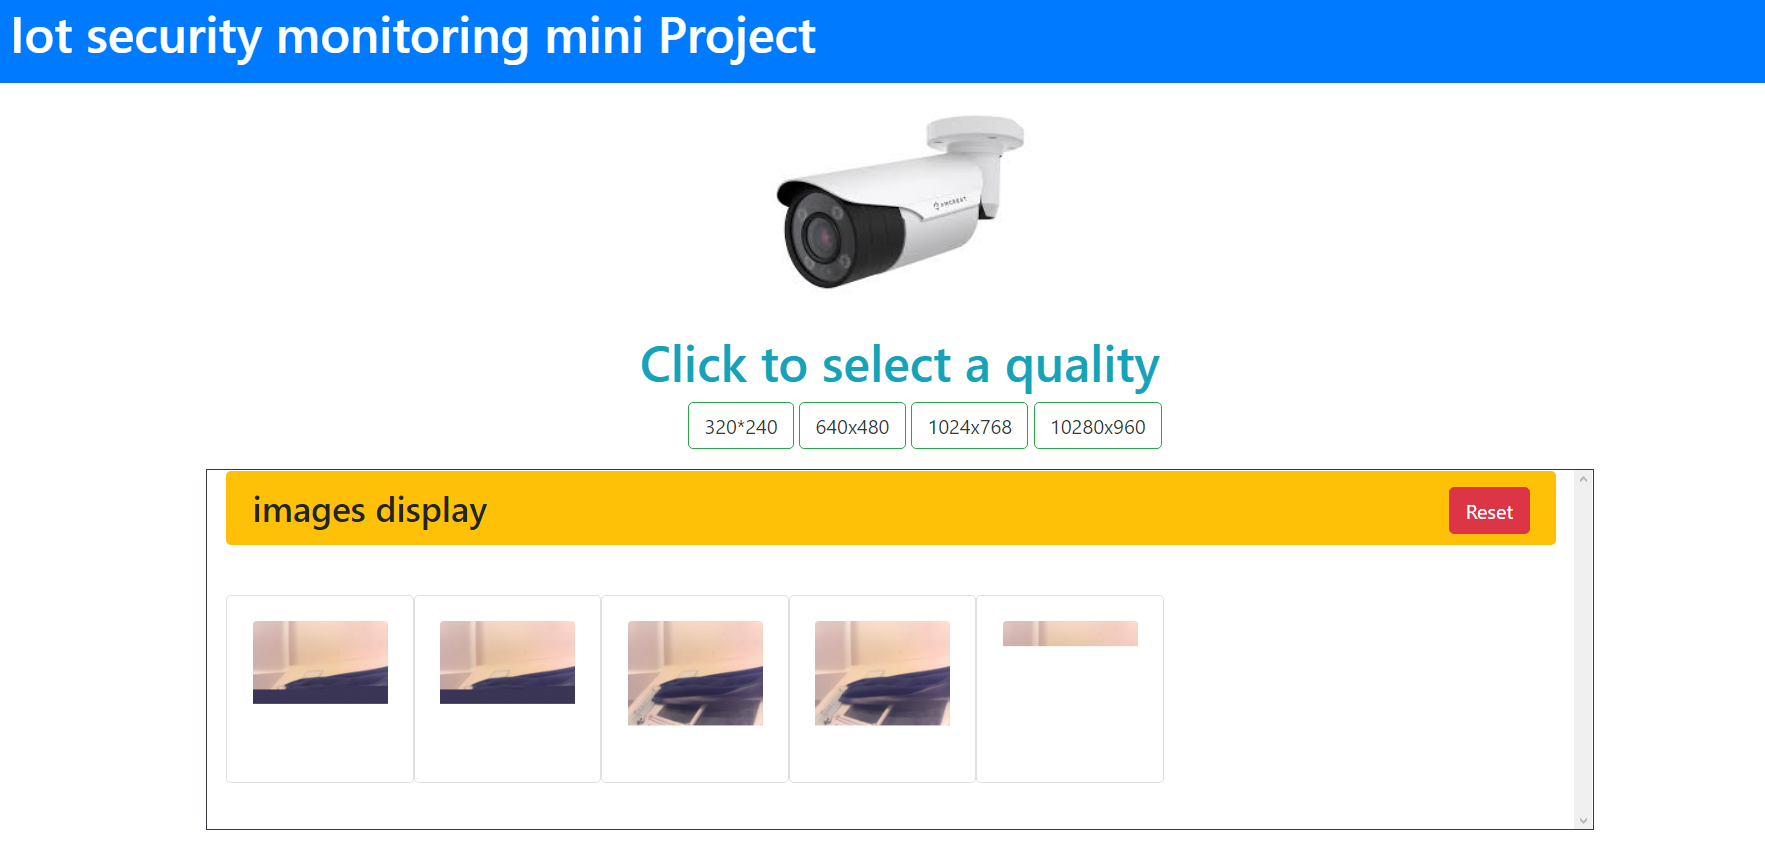 Iot security monitoring mini Project
AMCREST
Click to select a quality
320*240 640x480 1024x768 10280x960
images display
Reset